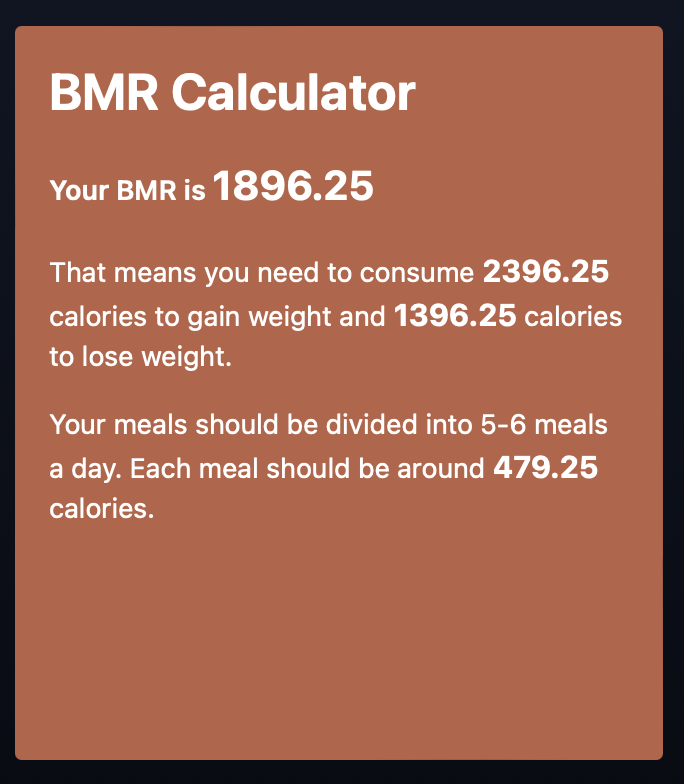 BMR Calculator
Your BMR is 1896.25
That means you need to consume 2396.25
calories to gain weight and 1396.25 calories
to lose weight.
Your meals should be divided into 5-6 meals
a day. Each meal should be around 479.25
calories.